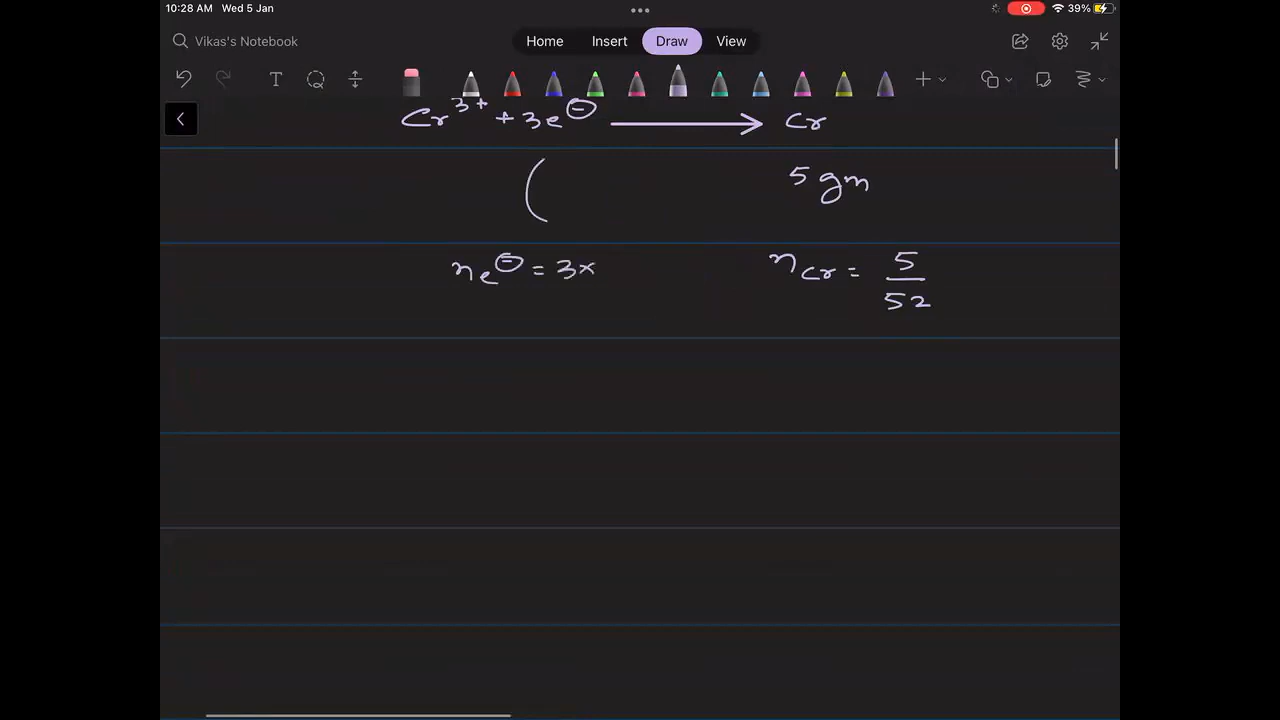 10:28 AM Wed 5 Jan
39%
Vikas's Notebook
Home Insert Draw View
T
Cr³⁺ + 3e⊖ ⟶ Cr
( 5 gm
n e⊖ = 3× n Cr = 5/52